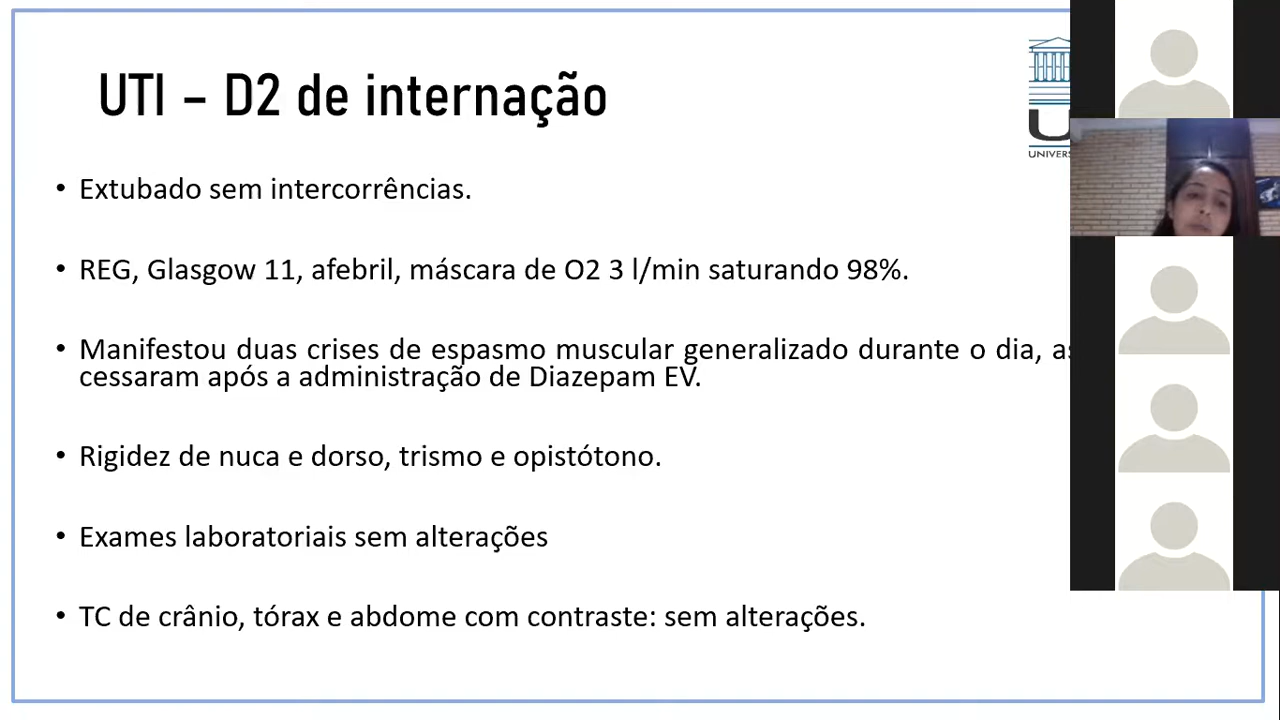 UTI – D2 de internação
UNIVERS
• Extubado sem intercorrências.
• REG, Glasgow 11, afebril, máscara de O2 3 l/min saturando 98%.
• Manifestou duas crises de espasmo muscular generalizado durante o dia,
cessaram após a administração de Diazepam EV.
• Rigidez de nuca e dorso, trismo e opistótono.
• Exames laboratoriais sem alterações
• TC de crânio, tórax e abdome com contraste: sem alterações.